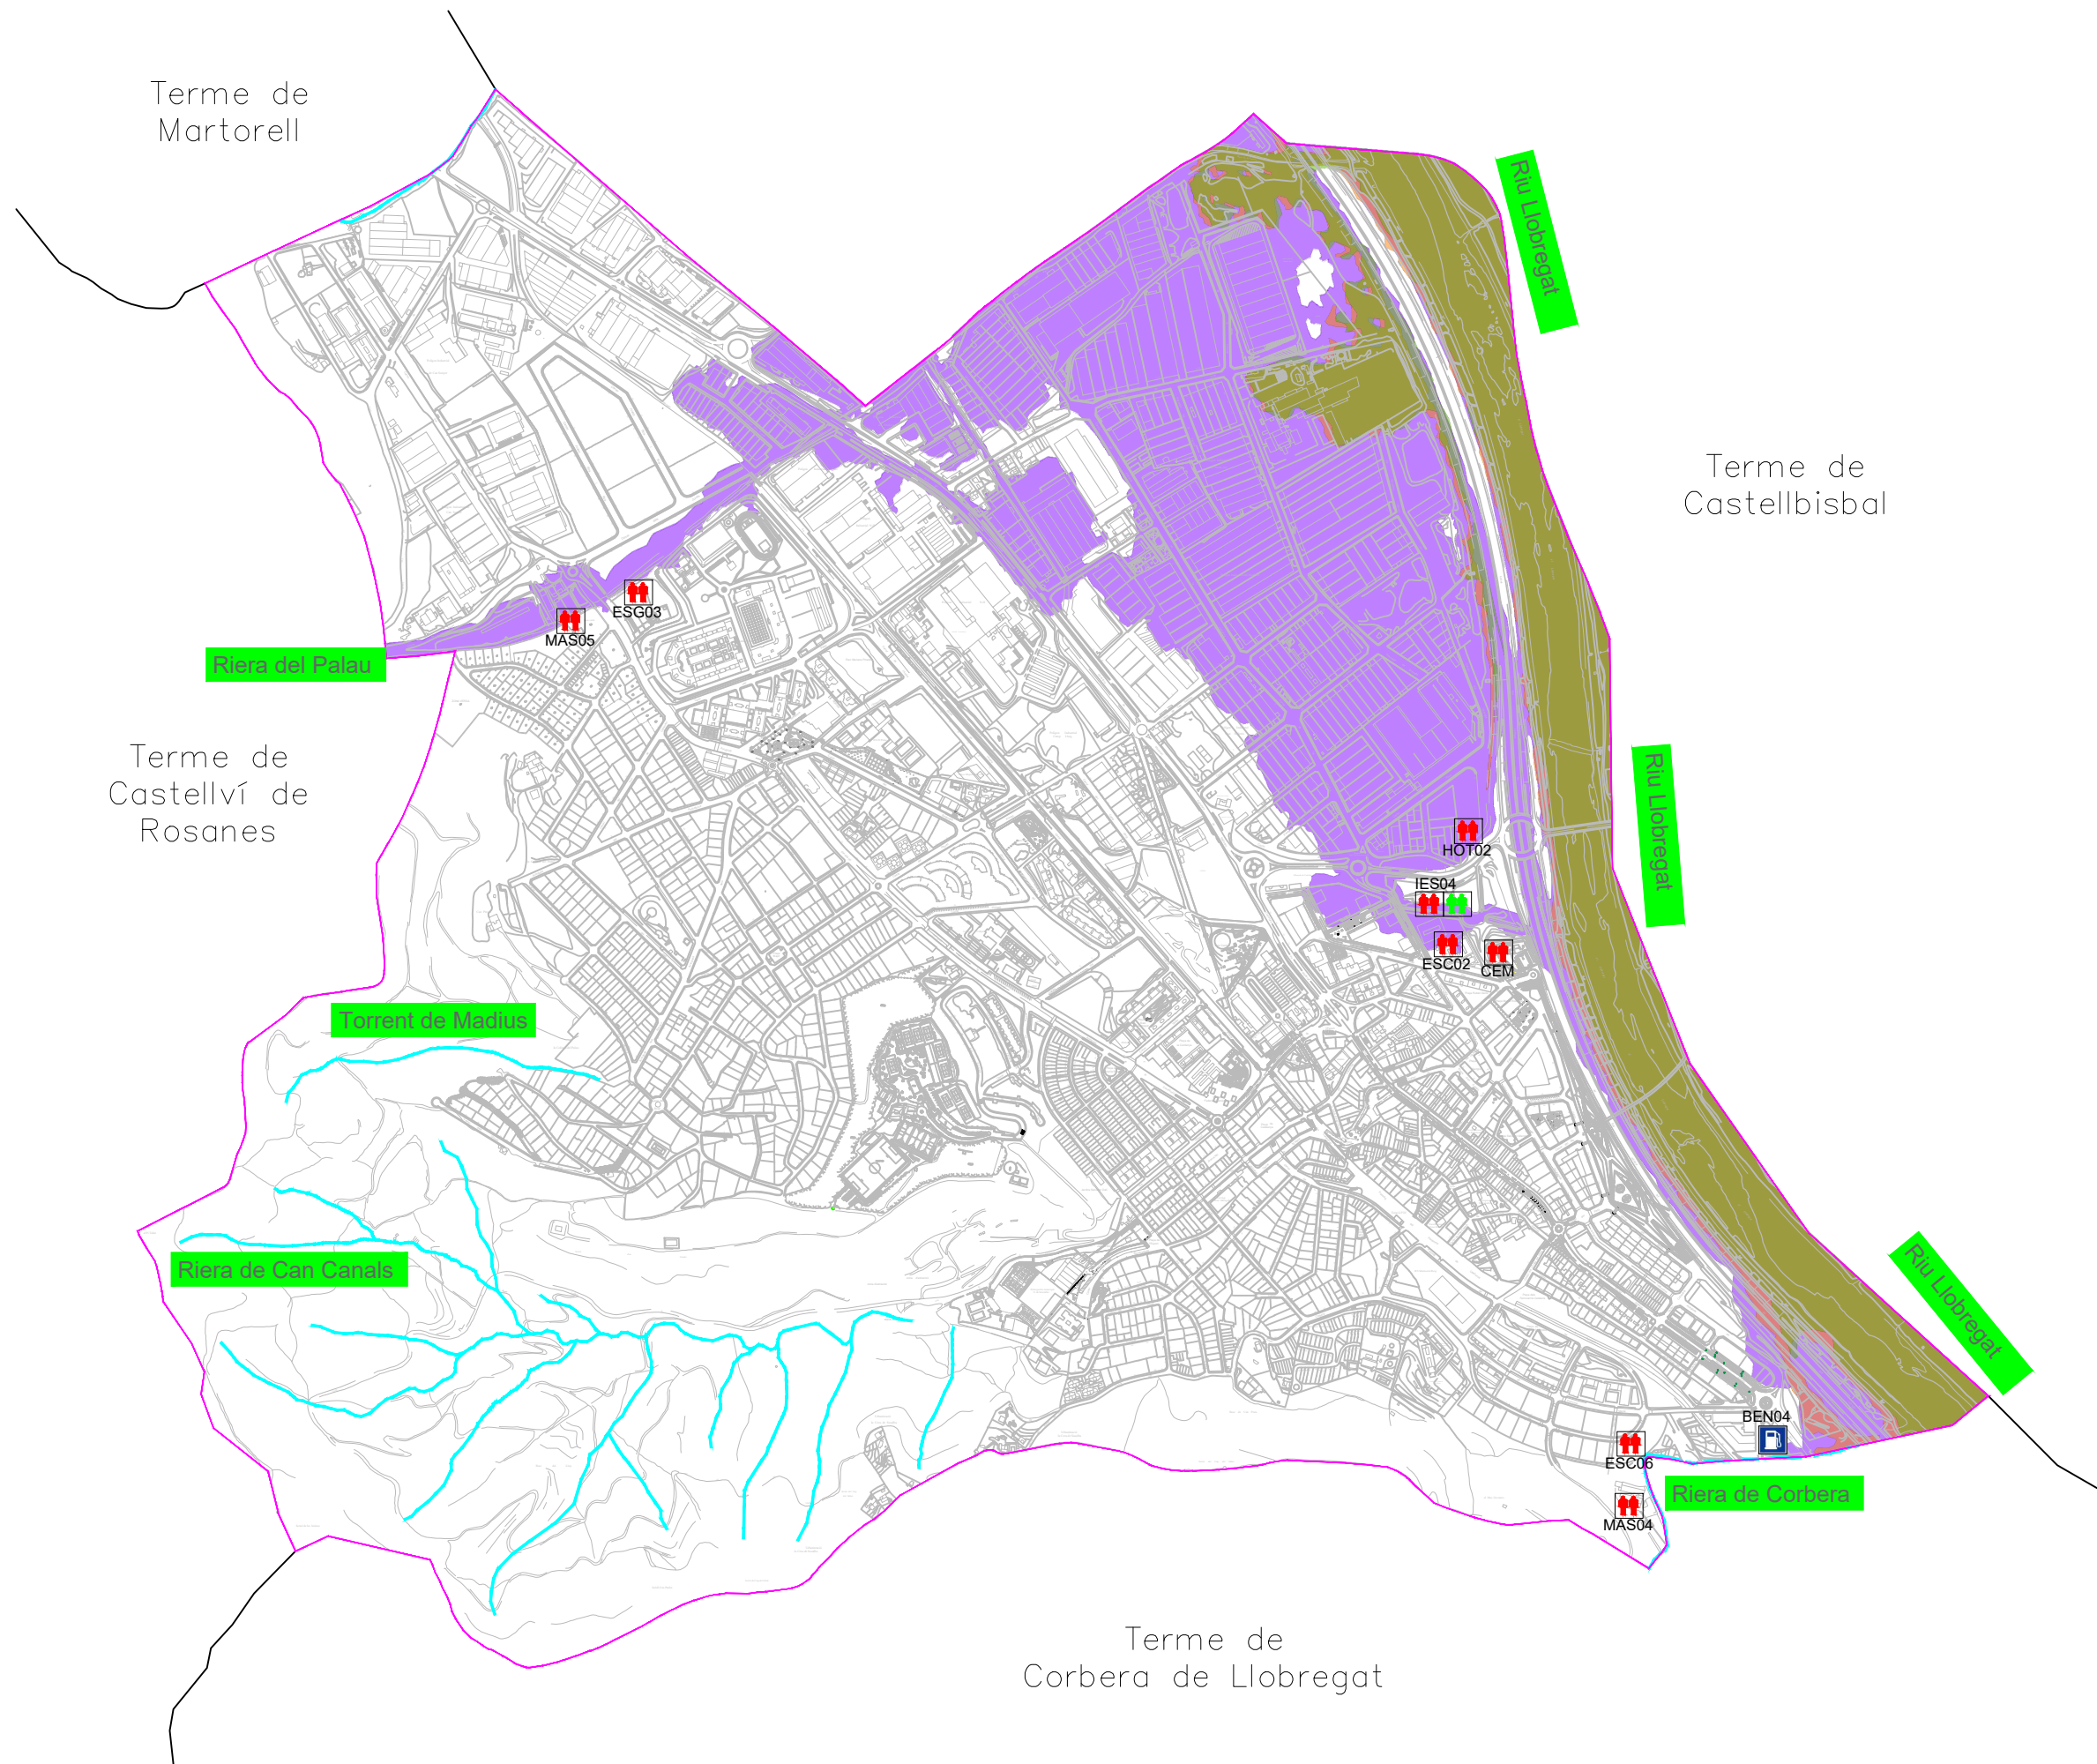 Terme de
Martorell
Riu Llobregat
Terme de
Castellbisbal
ESG03
MAS05
Riera del Palau
Terme de
Castellví de
Rosanes
Riu Llobregat
HOT02
IES04
ESC02
CEM
Torrent de Madius
Riera de Can Canals
Riu Llobregat
BEN04
ESC06
Riera de Corbera
MAS04
Terme de
Corbera de Llobregat